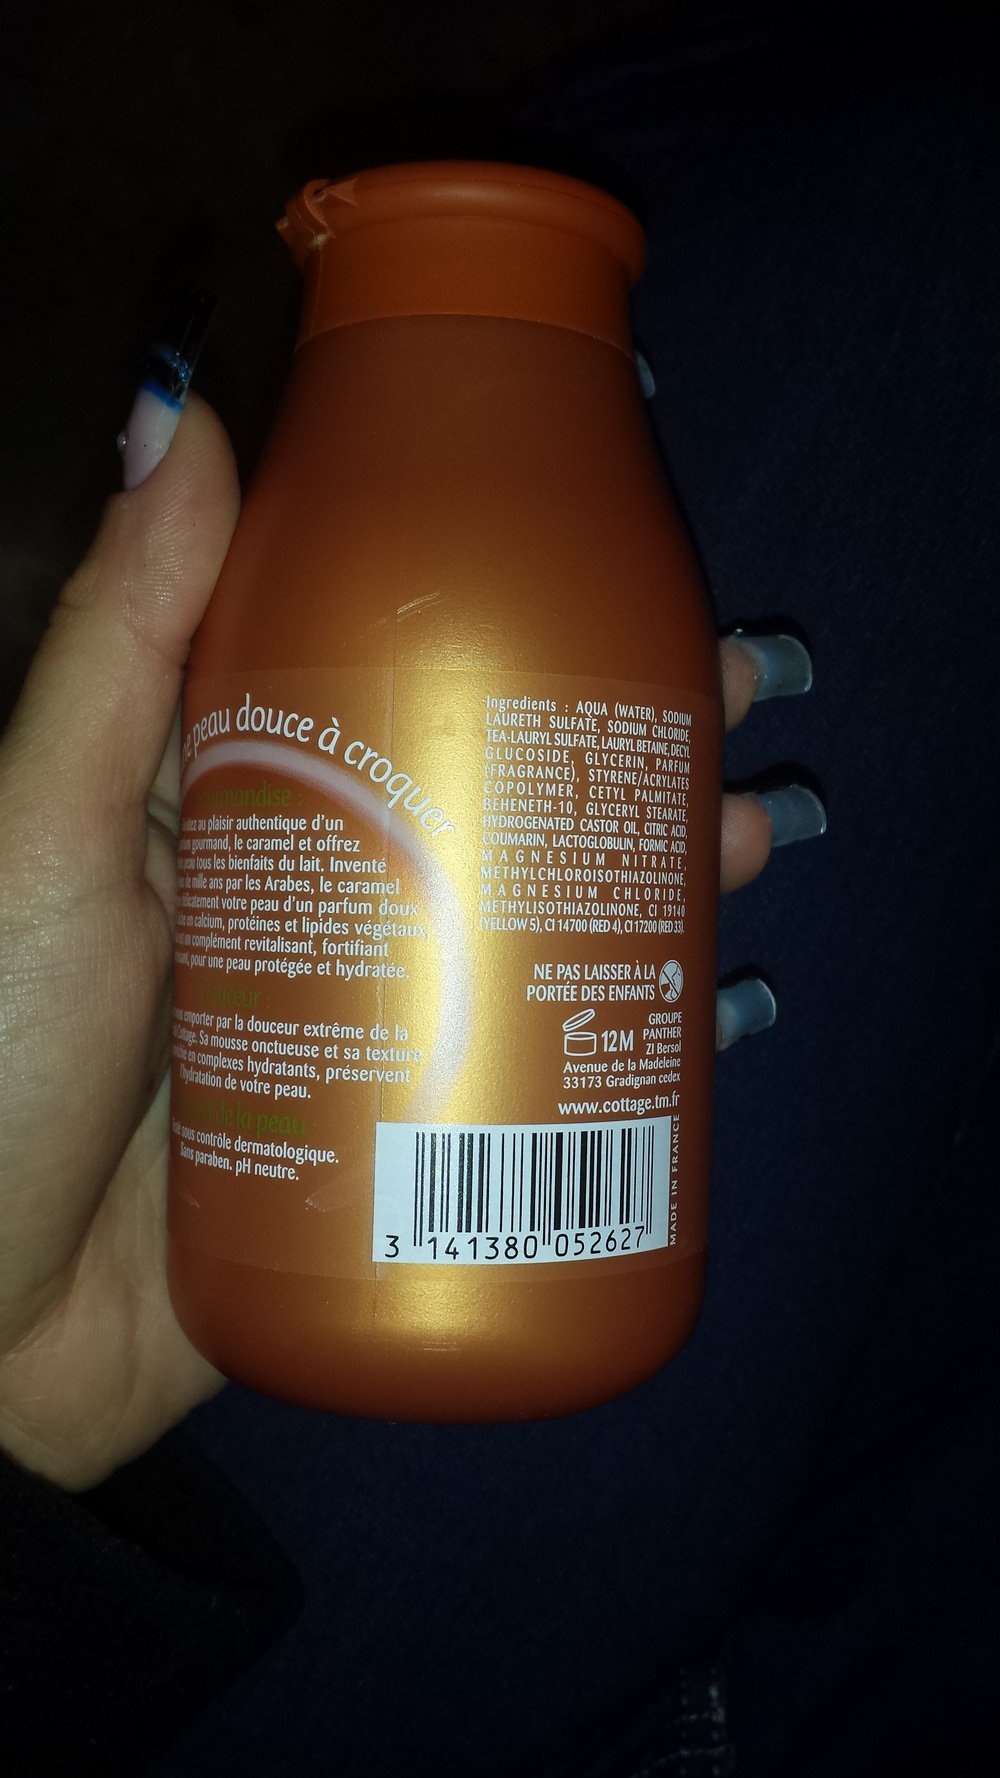 peau douce à croquer
au plaisir authentique d'un
gourmand, le caramel et offrez
peau tous les bienfaits du lait. Inventé
de mille ans par les Arabes, le caramel
délicatement votre peau d'un parfum doux
en calcium, protéines et lipides végétaux,
un complément revitalisant, fortifiant
pour une peau protégée et hydratée.
emporter par la douceur extrême de la
Cottage. Sa mousse onctueuse et sa texture
en complexes hydratants, préservent
l'hydratation de votre peau.
de la peau
sous contrôle dermatologique.
Sans paraben. pH neutre.
Ingredients : AQUA (WATER), SODIUM
LAURETH SULFATE, SODIUM CHLORIDE,
TEA-LAURYL SULFATE, LAURYL BETAINE, DECYL
GLUCOSIDE, GLYCERIN, PARFUM
(FRAGRANCE), STYRENE/ACRYLATES
COPOLYMER, CETYL PALMITATE,
BEHENETH-10, GLYCERYL STEARATE,
HYDROGENATED CASTOR OIL, CITRIC ACID,
COUMARIN, LACTOGLOBULIN, FORMIC ACID,
MAGNESIUM NITRATE,
METHYLCHLOROISOTHIAZOLINONE,
MAGNESIUM CHLORIDE,
METHYLISOTHIAZOLINONE, CI 19140
(YELLOW 5), CI 14700 (RED 4), CI 17200 (RED 33).
NE PAS LAISSER À LA
PORTÉE DES ENFANTS
12M
GROUPE
PANTHER
ZI Bersol
Avenue de la Madeleine
33173 Gradignan cedex
www.cottage.tm.fr
MADE IN FRANCE
3 141380 052627